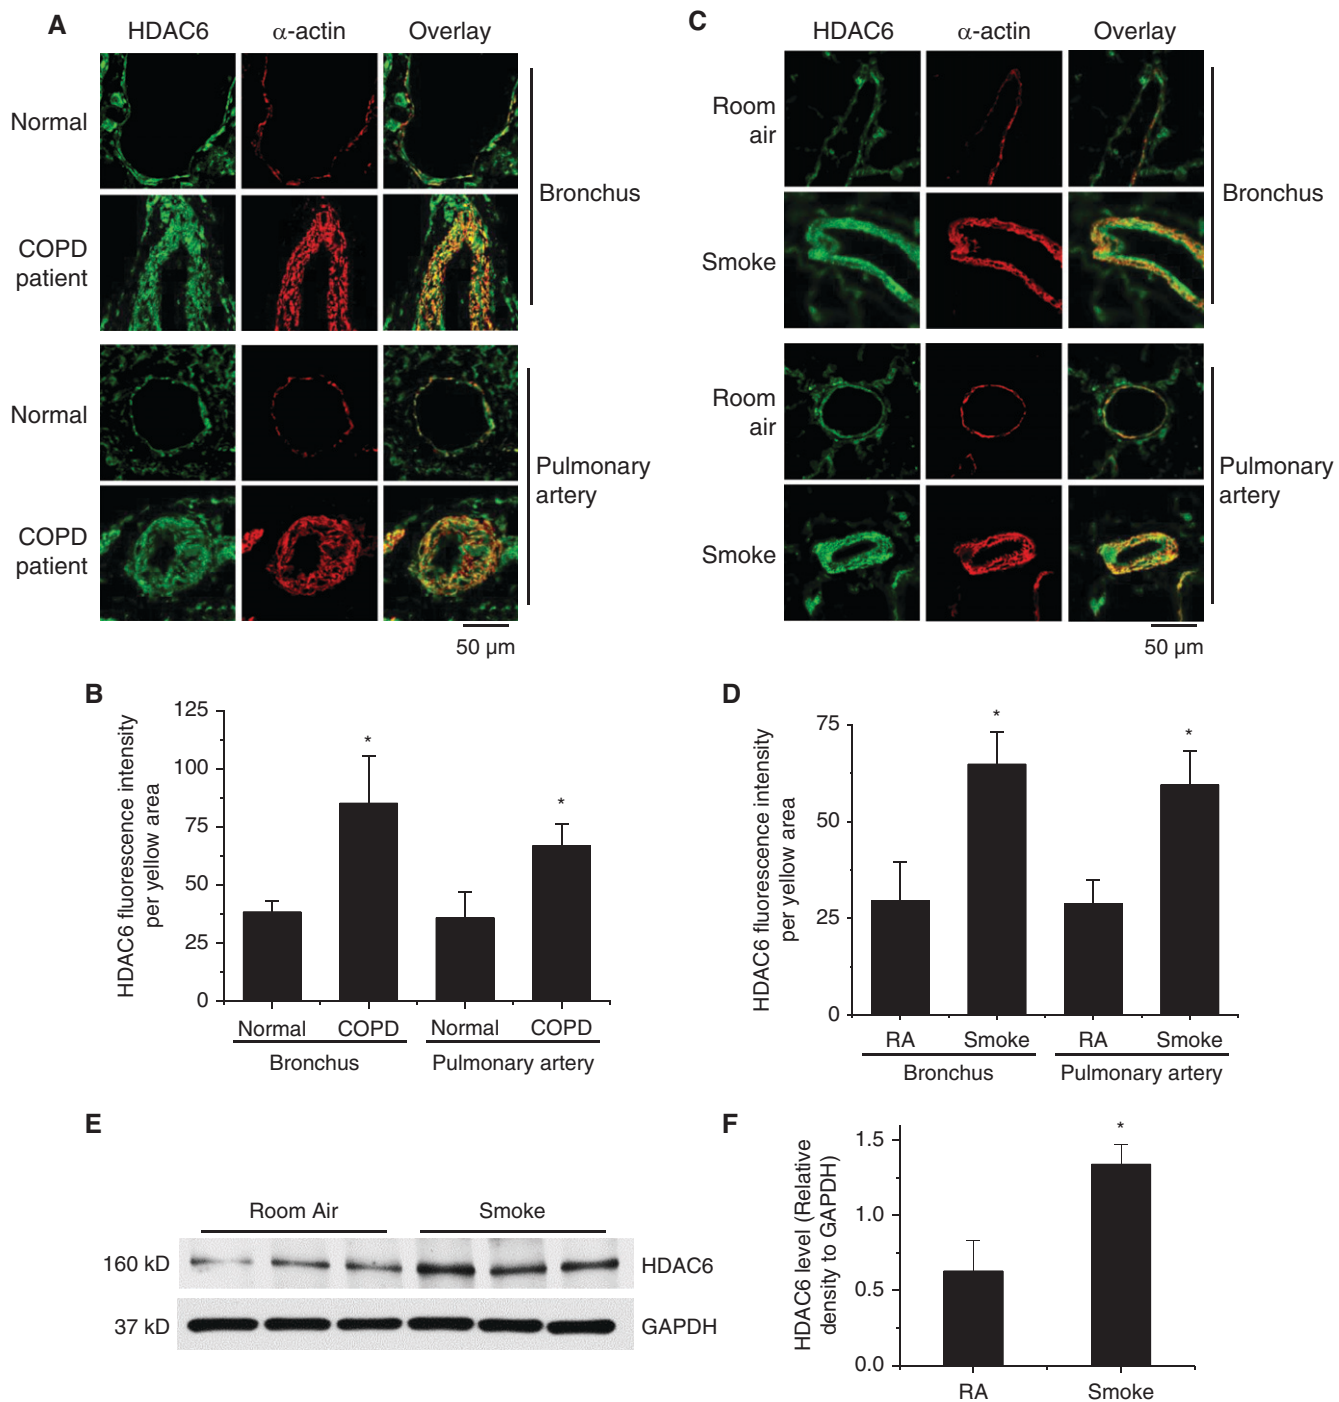 A
HDAC6 α-actin Overlay
Normal
COPD
patient
Bronchus
Normal
COPD
patient
Pulmonary
artery
50 μm
C
HDAC6 α-actin Overlay
Room
air
Smoke
Bronchus
Room
air
Smoke
Pulmonary
artery
50 μm
B
HDAC6 fluorescence intensity
per yellow area
125
100
75
50
25
0
*
*
Normal COPD Normal COPD
Bronchus Pulmonary artery
D
HDAC6 fluorescence intensity
per yellow area
75
50
25
0
*
*
RA Smoke RA Smoke
Bronchus Pulmonary artery
E
Room Air Smoke
160 kD HDAC6
37 kD GAPDH
F
HDAC6 level (Relative
density to GAPDH)
1.5
1.0
0.5
0.0
*
RA Smoke